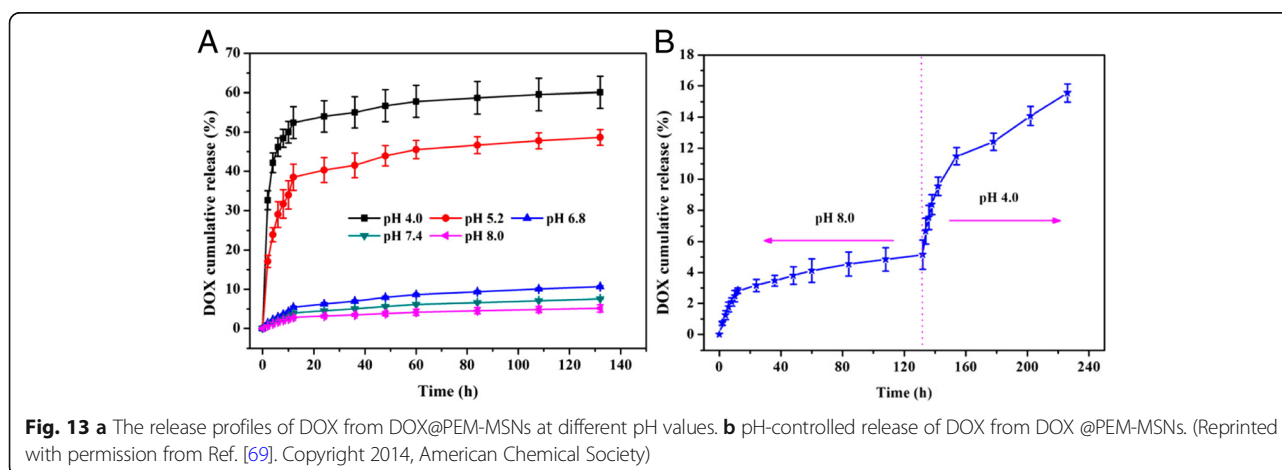 A
70
60
50
40
30
20
10
0
DOX cumulative release (%)
pH 4.0 pH 5.2 pH 6.8
pH 7.4 pH 8.0
0 20 40 60 80 100 120 140
Time (h)
B
18
16
14
12
10
8
6
4
2
0
DOX cumulative release (%)
pH 8.0
pH 4.0
0 40 80 120 160 200 240
Time (h)
Fig. 13 a The release profiles of DOX from DOX@PEM-MSNs at different pH values. b pH-controlled release of DOX from DOX @PEM-MSNs. (Reprinted
with permission from Ref. [69]. Copyright 2014, American Chemical Society)